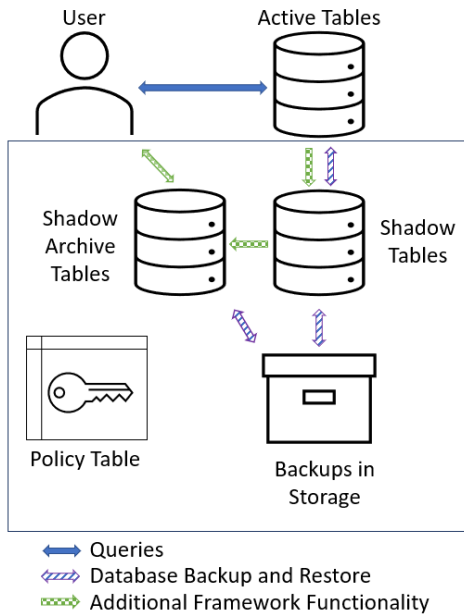 User
Active Tables
Shadow
Archive
Tables
Shadow
Tables
Policy Table
Backups in
Storage
Queries
Database Backup and Restore
Additional Framework Functionality